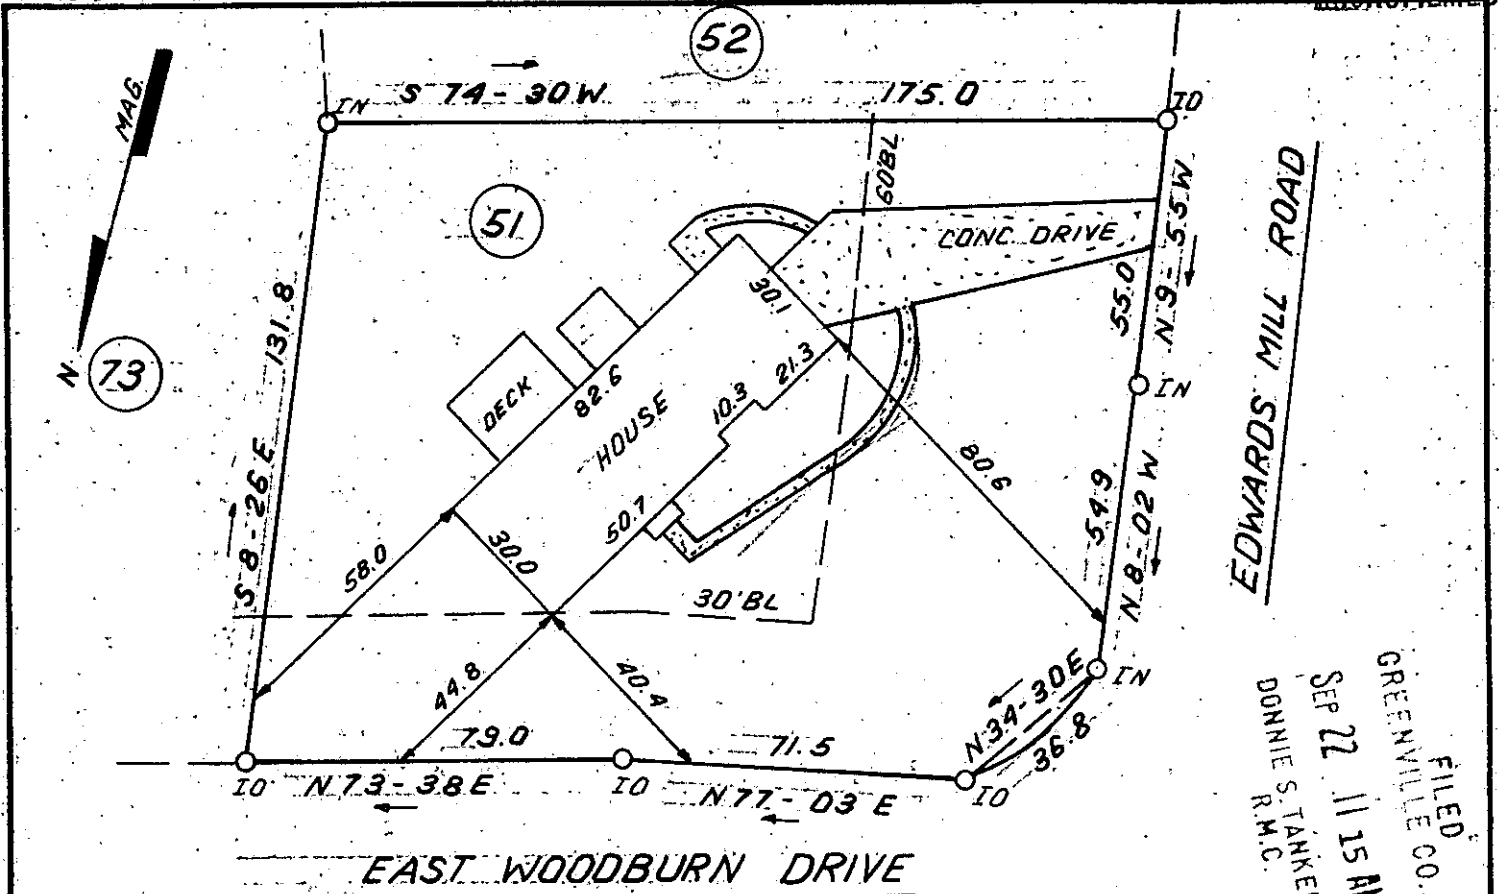 52
MAG.
IN
S 74-30 W
175.0
IO
60'BL
51
CONC. DRIVE
N 9-55 W
55.0
EDWARDS MILL ROAD
131.8
S 8-26 E
N
73
30.1
DECK
82.6
HOUSE
10.3
21.3
IN
80.6
54.9
N 8-02 W
50.7
58.0
30.0
30'BL
44.8
40.4
N 34-30 E
36.8
IN
79.0
71.5
IO
N 73-38 E
IO
N 77-03 E
IO
EAST WOODBURN DRIVE
FILED
GREENVILLE CO.
SEP 22 11 15
DONNIE S.
R.M.C.